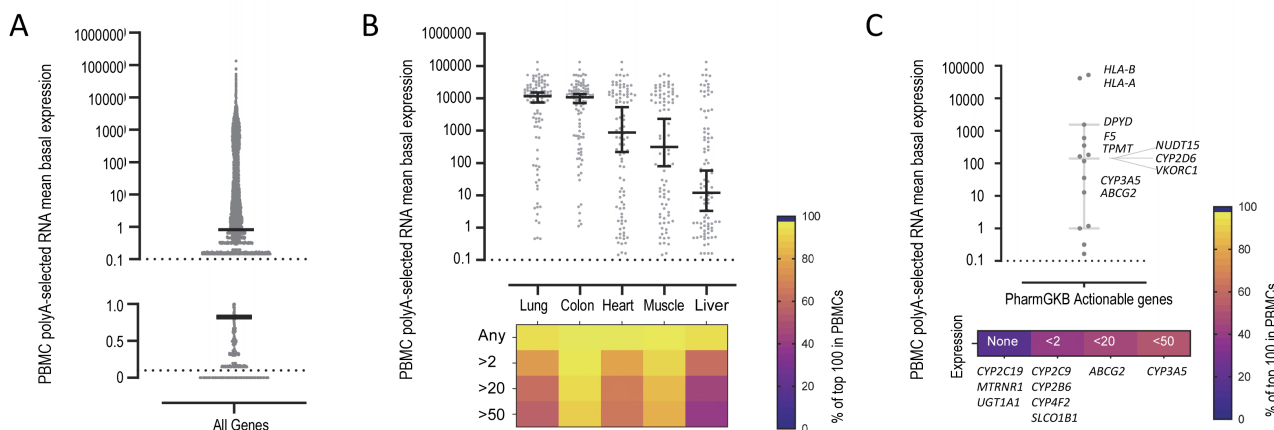 A
PBMC polyA-selected RNA mean basal expression
1000000
100000
10000
1000
100
10
1
0.1
1.0
0.5
0
All Genes
B
PBMC polyA-selected RNA mean basal expression
1000000
100000
10000
1000
100
10
1
0.1
Lung Colon Heart Muscle Liver
Any
>2
>20
>50
100
80
60
40
20
0
% of top 100 in PBMCs
C
PBMC polyA-selected RNA mean basal expression
100000
10000
1000
100
10
1
0.1
HLA-B
HLA-A
DPYD
F5
TPMT
NUDT15
CYP2D6
VKORC1
CYP3A5
ABCG2
PharmGKB Actionable genes
Expression
None <2 <20 <50
CYP2C19 CYP2C9 ABCG2 CYP3A5
MTRNR1 CYP2B6
UGT1A1 CYP4F2
SLCO1B1
100
80
60
40
20
0
% of top 100 in PBMCs